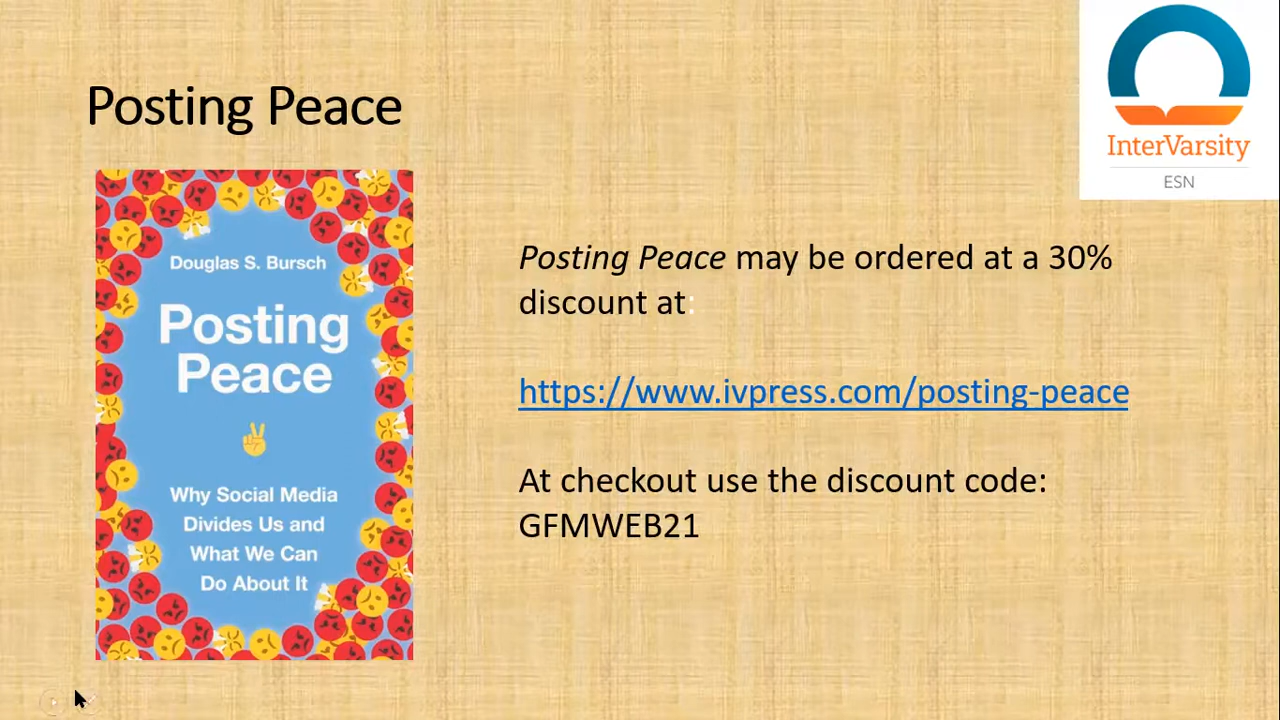 Posting Peace
InterVarsity
ESN
Douglas S. Bursch
Posting
Peace
Why Social Media
Divides Us and
What We Can
Do About It
Posting Peace may be ordered at a 30%
discount at:
https://www.ivpress.com/posting-peace
At checkout use the discount code:
GFMWEB21